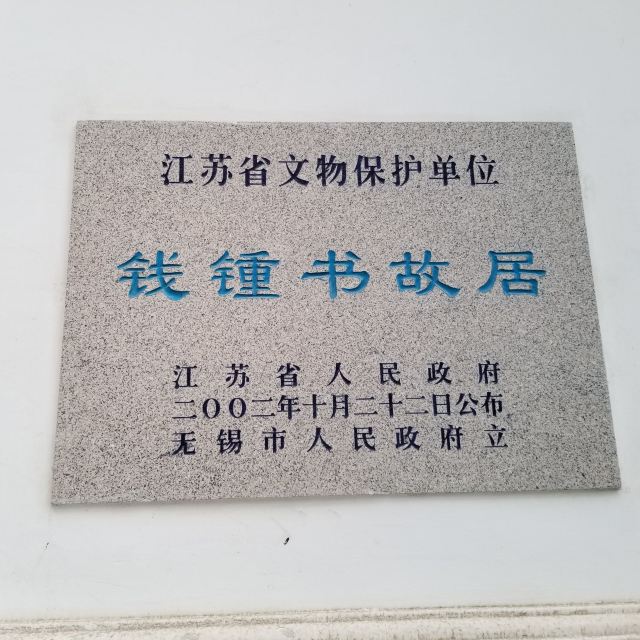 江苏省文物保护单位
钱锺书故居
江苏省人民政府
二〇〇二年十月二十二日公布
无锡市人民政府立